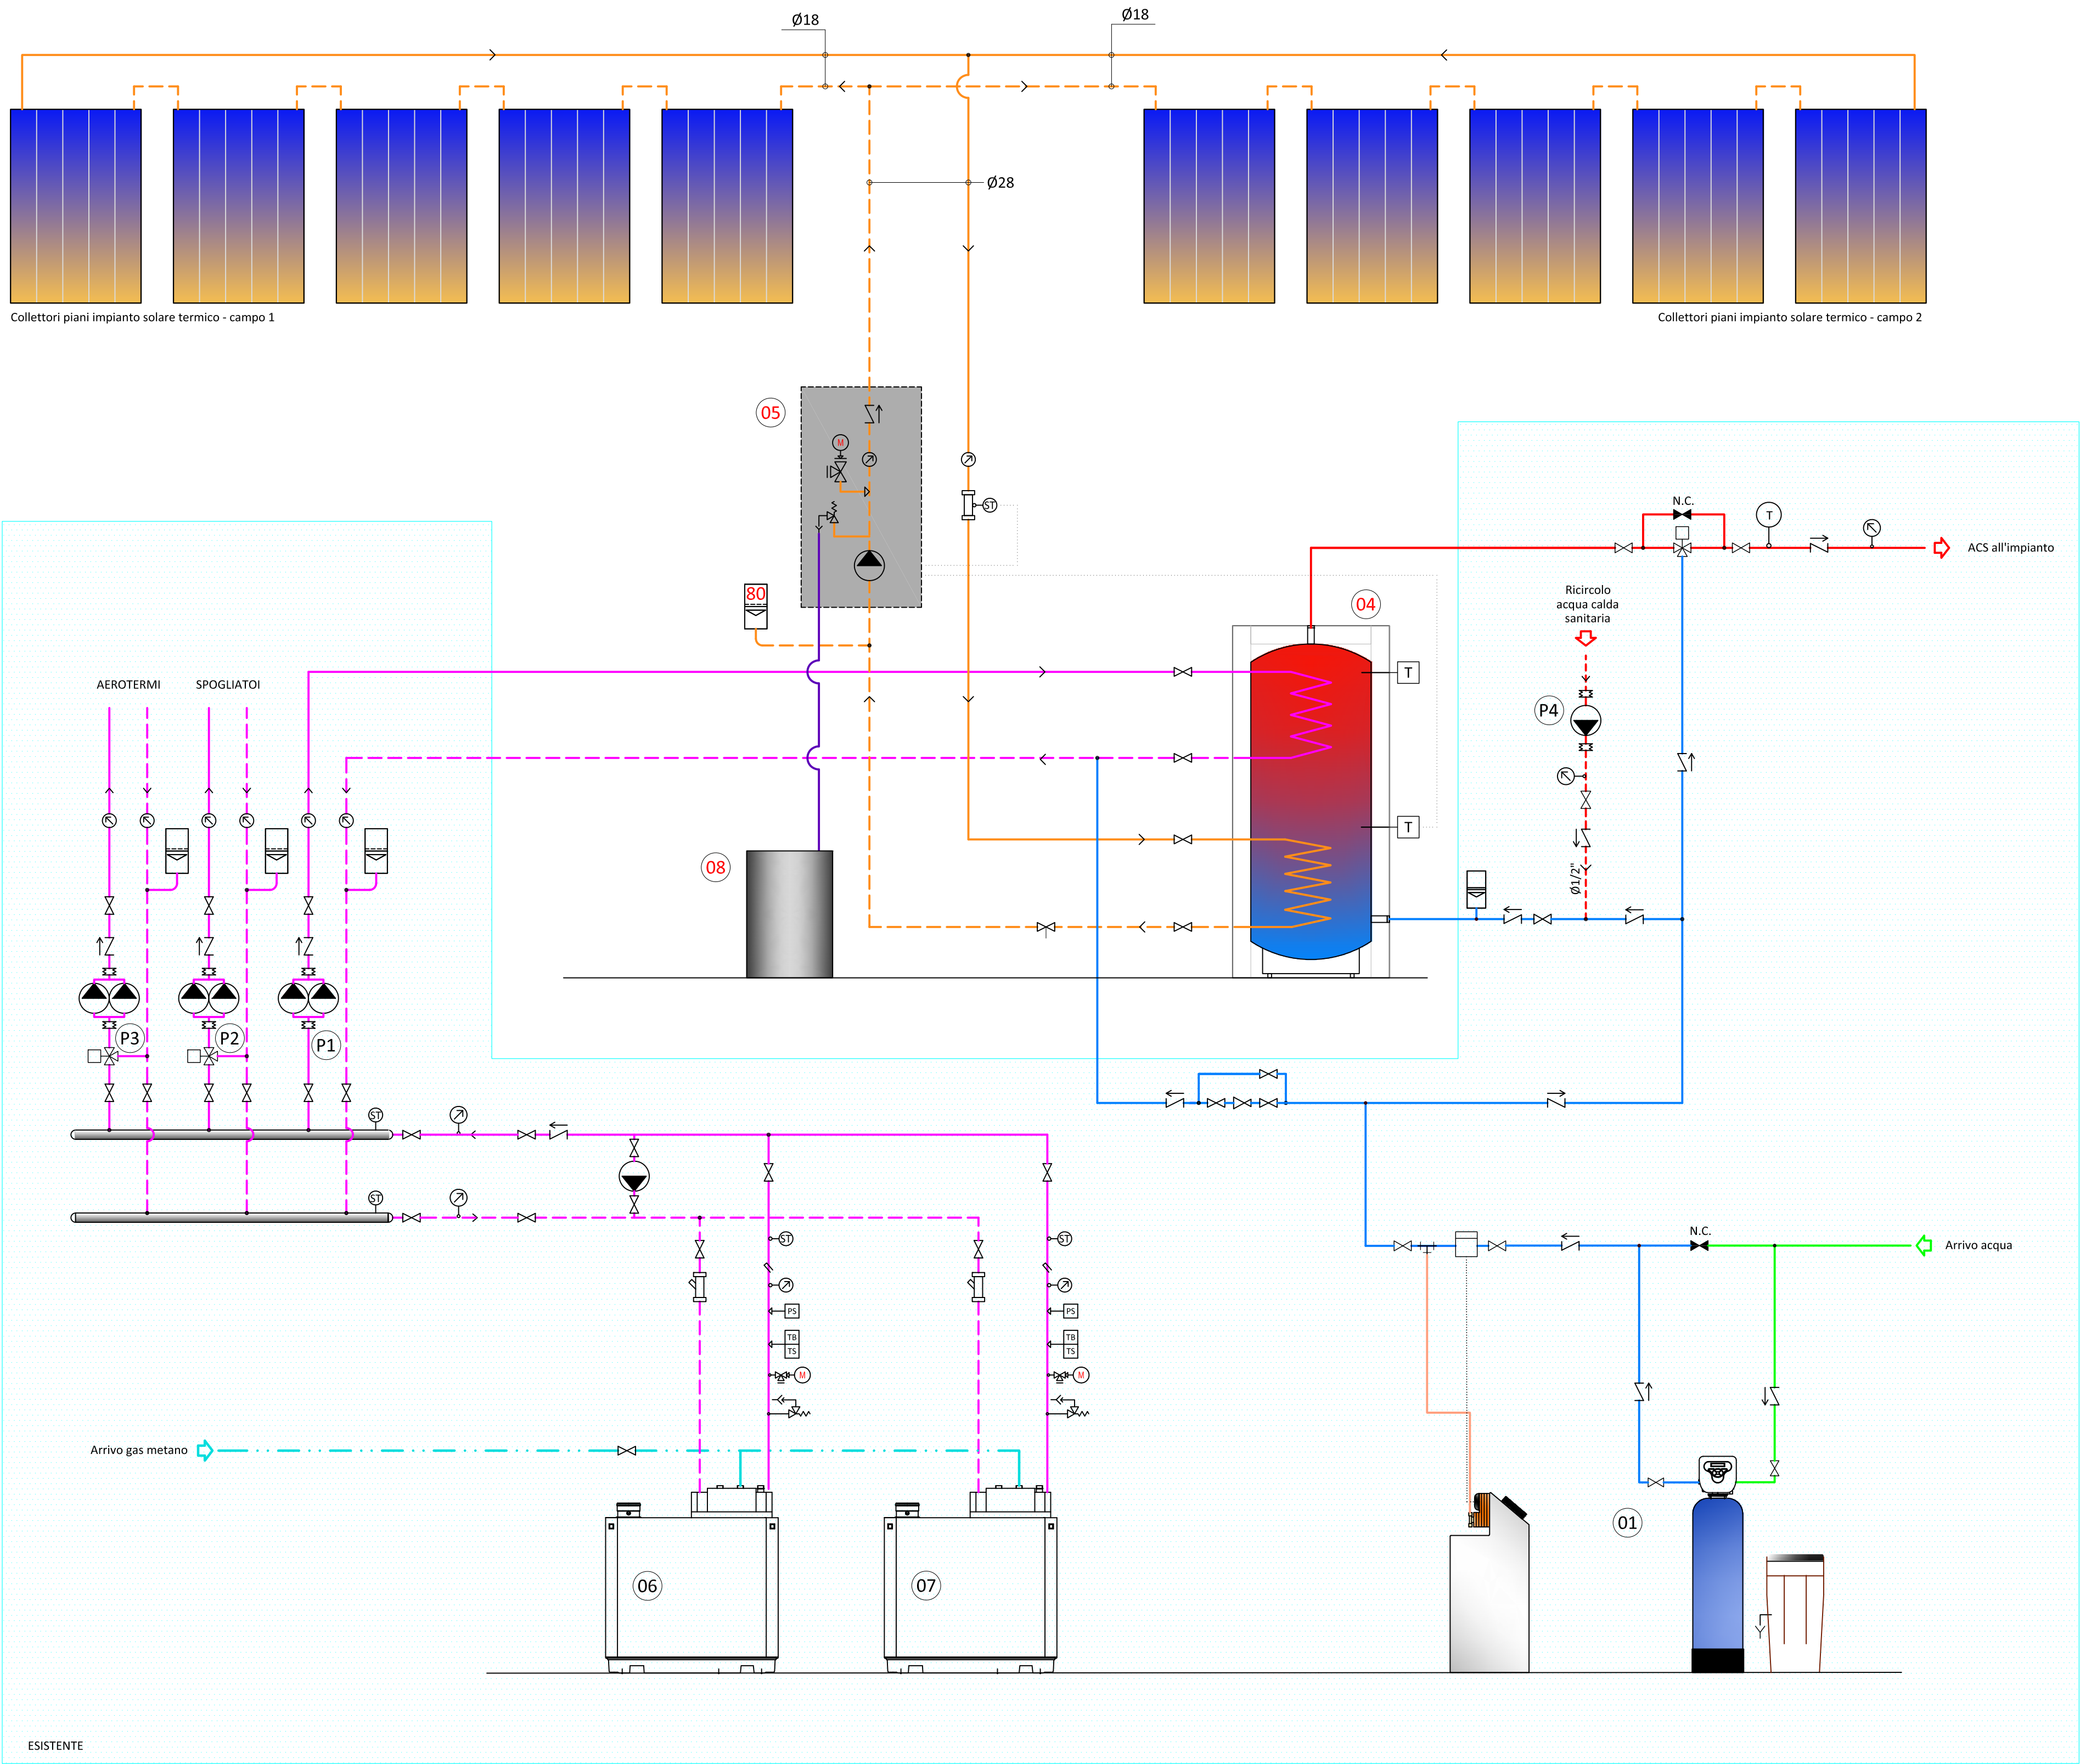 Ø18
Ø18
Ø28
Collettori piani impianto solare termico - campo 1
Collettori piani impianto solare termico - campo 2
05
M
ST
N.C.
T
ACS all'impianto
80
04
Ricircolo
acqua calda
sanitaria
T
AEROTERMI
SPOGLIATOI
P4
T
08
Ø1/2"
P3
P2
P1
ST
ST
ST
ST
N.C.
Arrivo acqua
PS
PS
TB
TS
TB
TS
M
M
Arrivo gas metano
01
06
07
ESISTENTE